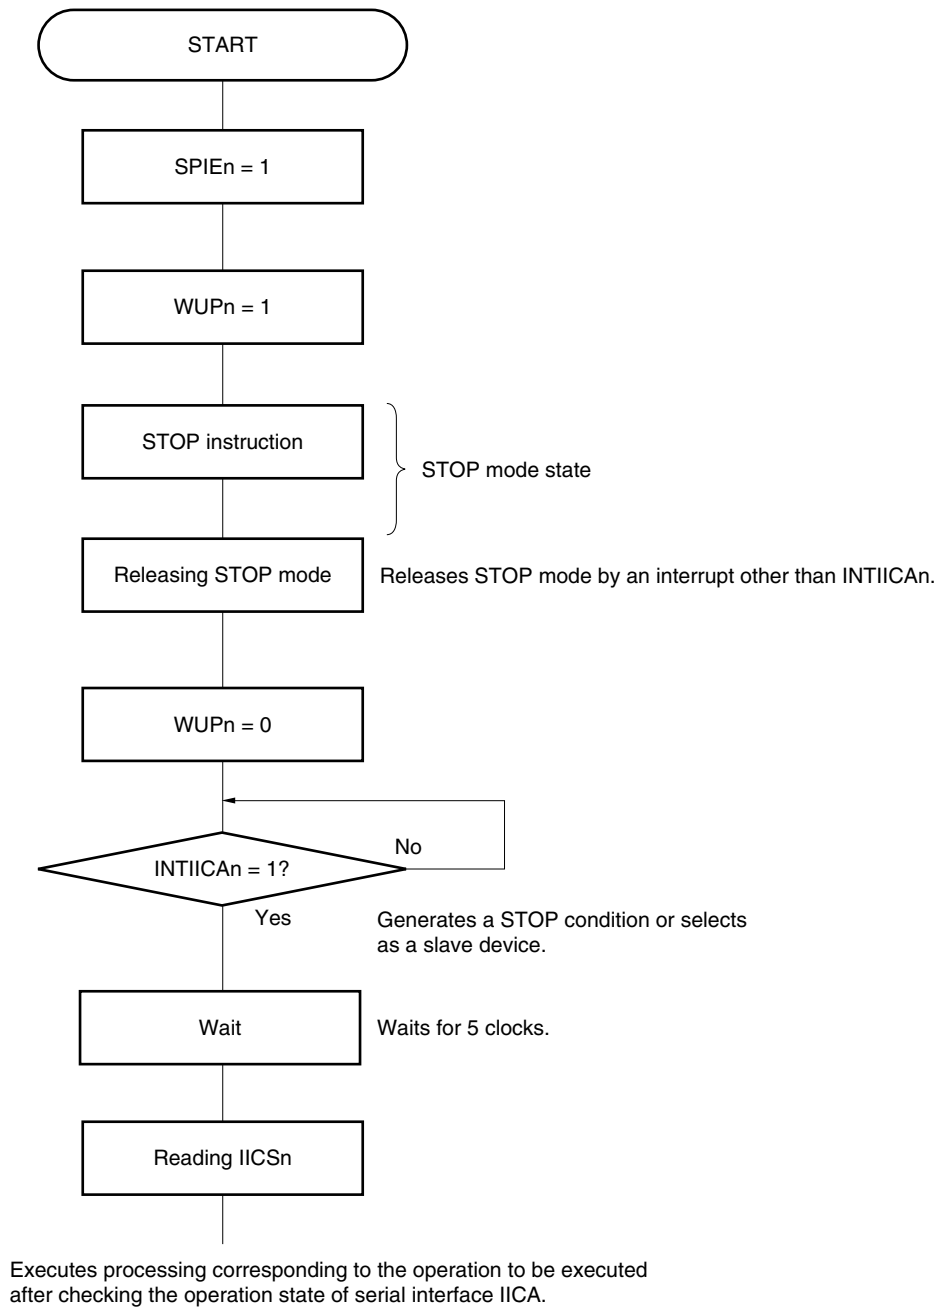 START
SPIEn = 1
WUPn = 1
STOP instruction
STOP mode state
Releasing STOP mode
Releases STOP mode by an interrupt other than INTIICAn.
WUPn = 0
No
INTIICAn = 1?
Yes
Generates a STOP condition or selects
as a slave device.
Wait
Waits for 5 clocks.
Reading IICSn
Executes processing corresponding to the operation to be executed
after checking the operation state of serial interface IICA.